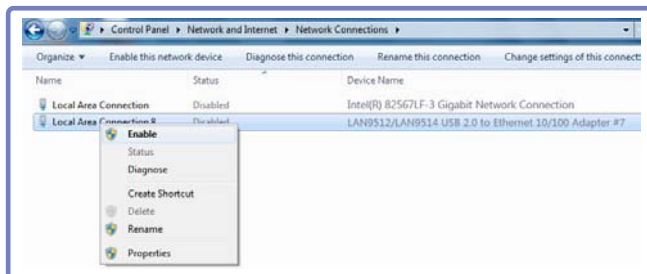 Control Panel ▸ Network and Internet ▸ Network Connections ▸
Organize ▾ Enable this network device Diagnose this connection Rename this connection Change settings of this connect
Name Status Device Name
Local Area Connection Disabled Intel(R) 82567LF-3 Gigabit Network Connection
Local Area Connection 8 Disabled LAN9512/LAN9514 USB 2.0 to Ethernet 10/100 Adapter #7
Enable
Status
Diagnose
Create Shortcut
Delete
Rename
Properties